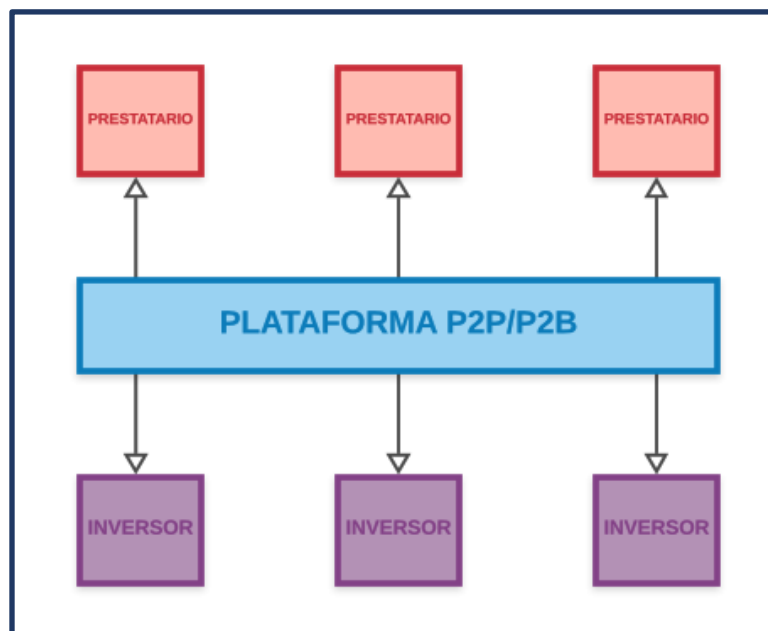 PRESTATARIO
PRESTATARIO
PRESTATARIO
PLATAFORMA P2P/P2B
INVERSOR
INVERSOR
INVERSOR